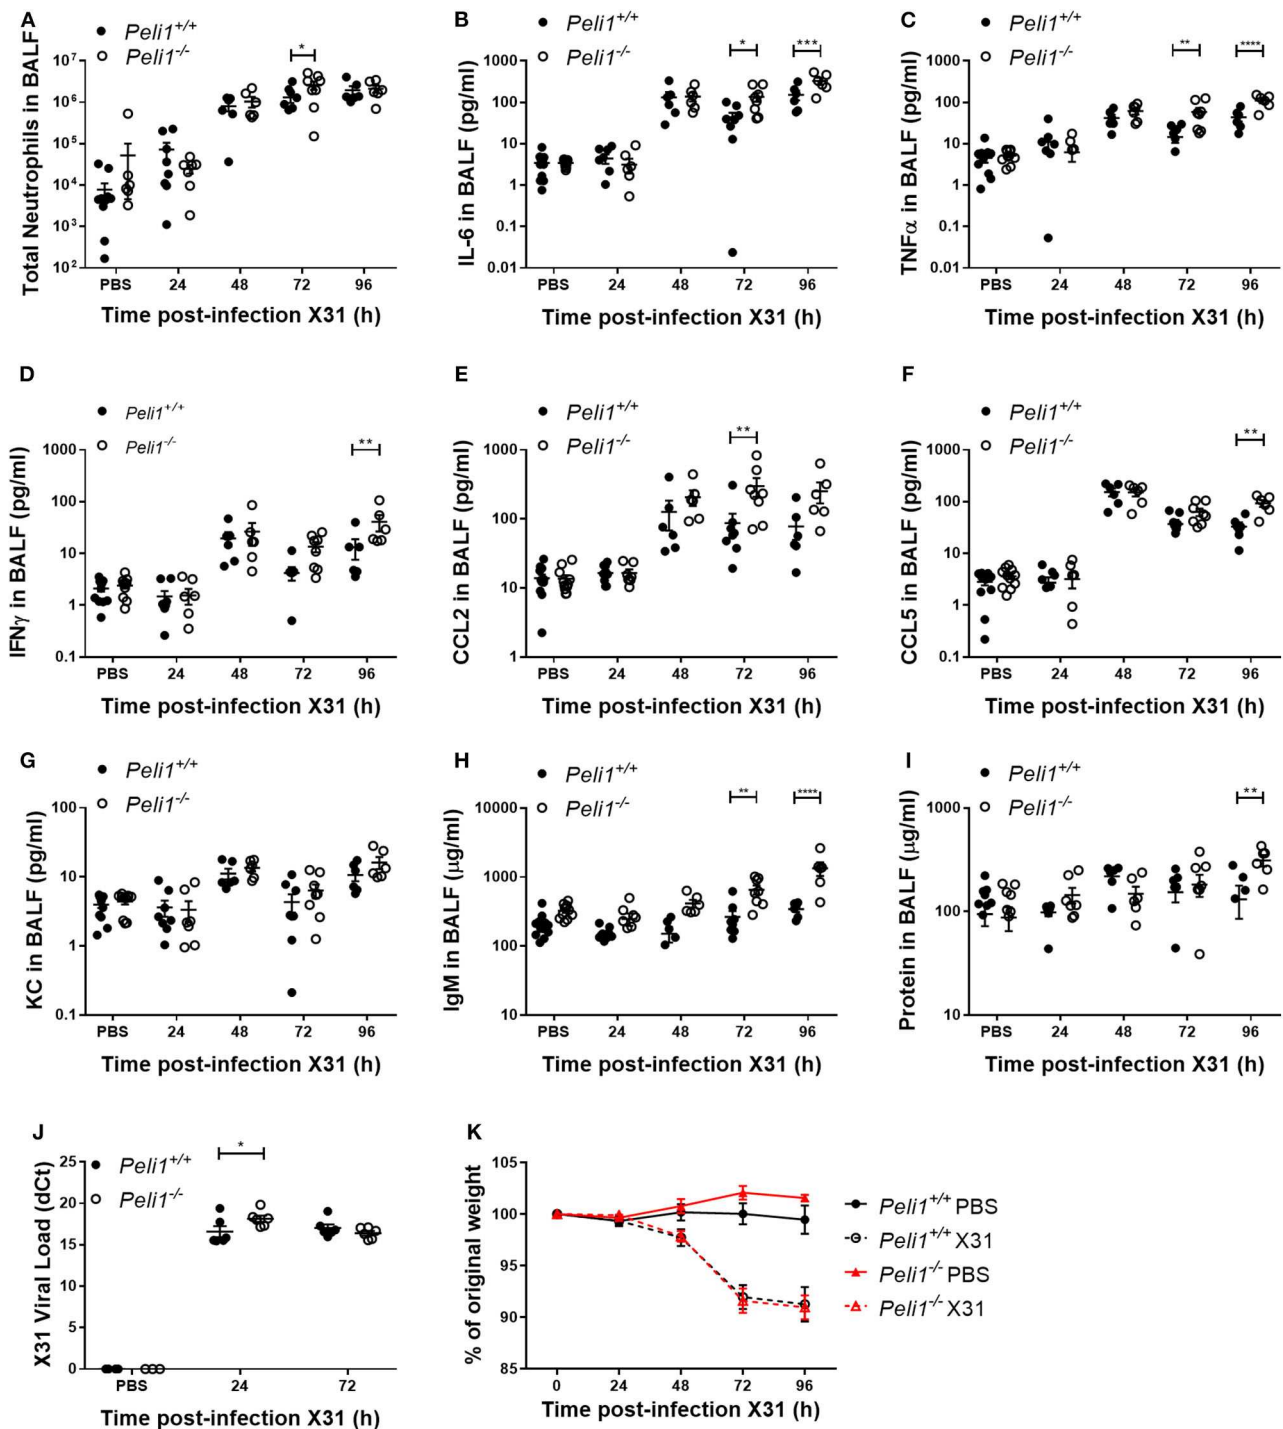 A
Peli1+/+
Peli1-/-
*
Total Neutrophils in BALF
10^7
10^6
10^5
10^4
10^3
10^2
PBS 24 48 72 96
Time post-infection X31 (h)
B
Peli1+/+
Peli1-/-
* ***
IL-6 in BALF (pg/ml)
1000
100
10
1
0.1
0.01
PBS 24 48 72 96
Time post-infection X31 (h)
C
Peli1+/+
Peli1-/-
** ****
TNFα in BALF (pg/ml)
1000
100
10
1
0.1
0.01
PBS 24 48 72 96
Time post-infection X31 (h)
D
Peli1+/+
Peli1-/-
**
IFNγ in BALF (pg/ml)
1000
100
10
1
0.1
PBS 24 48 72 96
Time post-infection X31 (h)
E
Peli1+/+
Peli1-/-
**
CCL2 in BALF (pg/ml)
1000
100
10
1
PBS 24 48 72 96
Time post-infection X31 (h)
F
Peli1+/+
Peli1-/-
**
CCL5 in BALF (pg/ml)
1000
100
10
1
0.1
PBS 24 48 72 96
Time post-infection X31 (h)
G
Peli1+/+
Peli1-/-
KC in BALF (pg/ml)
100
10
1
0.1
PBS 24 48 72 96
Time post-infection X31 (h)
H
Peli1+/+
Peli1-/-
** ****
IgM in BALF (µg/ml)
10000
1000
100
10
PBS 24 48 72 96
Time post-infection X31 (h)
I
Peli1+/+
Peli1-/-
**
Protein in BALF (µg/ml)
1000
100
10
PBS 24 48 72 96
Time post-infection X31 (h)
J
Peli1+/+
Peli1-/-
*
X31 Viral Load (dCt)
25
20
15
10
5
0
PBS 24 72
Time post-infection X31 (h)
K
% of original weight
105
100
95
90
85
0 24 48 72 96
Time post-infection X31 (h)
Peli1+/+ PBS
Peli1+/+ X31
Peli1-/- PBS
Peli1-/- X31